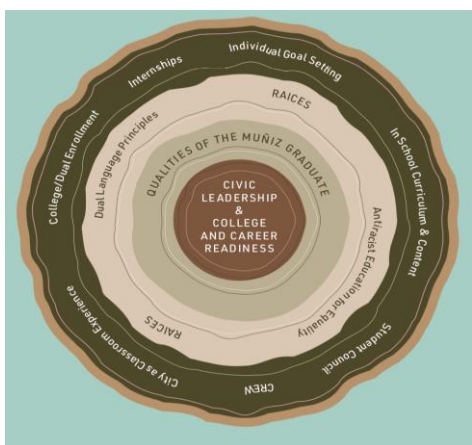 Individual Goal Setting
In School Curriculum & Content
Student Council
CREW
City as Classroom Experience
College/Dual Enrollment
Internships
RAICES
Antiracist Education for Equality
RAICES
Dual Language Principles
QUALITIES OF THE MUÑIZ GRADUATE
CIVIC
LEADERSHIP
&
COLLEGE
AND CAREER
READINESS